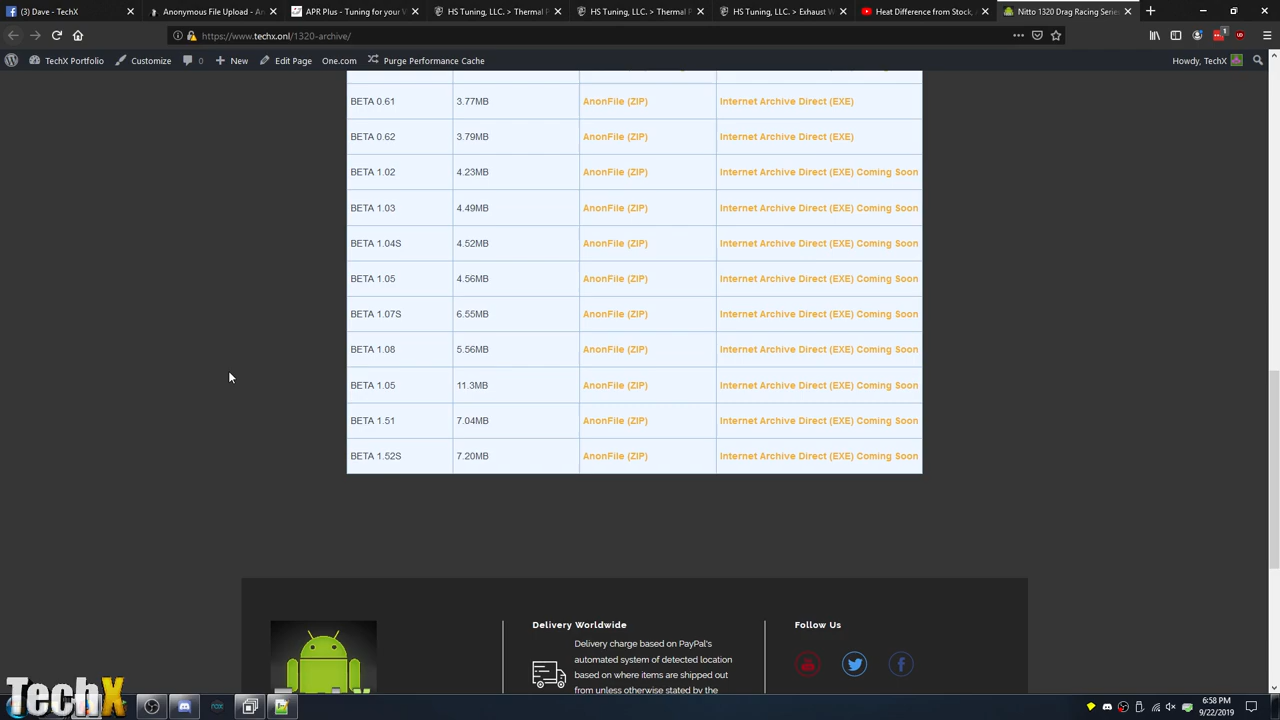 (3) Dave - TechX
Anonymous File Upload - An
APR Plus - Tuning for your V
HS Tuning, LLC. > Thermal P
HS Tuning, LLC. > Thermal P
HS Tuning, LLC. > Exhaust W
Heat Difference from Stock, a
Nitto 1320 Drag Racing Series
https://www.techx.onl/1320-archive/
TechX Portfolio
Customize
0
New
Edit Page
One.com
Purge Performance Cache
Howdy, TechX
BETA 0.61 3.77MB AnonFile (ZIP) Internet Archive Direct (EXE)
BETA 0.62 3.79MB AnonFile (ZIP) Internet Archive Direct (EXE)
BETA 1.02 4.23MB AnonFile (ZIP) Internet Archive Direct (EXE) Coming Soon
BETA 1.03 4.49MB AnonFile (ZIP) Internet Archive Direct (EXE) Coming Soon
BETA 1.04S 4.52MB AnonFile (ZIP) Internet Archive Direct (EXE) Coming Soon
BETA 1.05 4.56MB AnonFile (ZIP) Internet Archive Direct (EXE) Coming Soon
BETA 1.07S 6.55MB AnonFile (ZIP) Internet Archive Direct (EXE) Coming Soon
BETA 1.08 5.56MB AnonFile (ZIP) Internet Archive Direct (EXE) Coming Soon
BETA 1.05 11.3MB AnonFile (ZIP) Internet Archive Direct (EXE) Coming Soon
BETA 1.51 7.04MB AnonFile (ZIP) Internet Archive Direct (EXE) Coming Soon
BETA 1.52S 7.20MB AnonFile (ZIP) Internet Archive Direct (EXE) Coming Soon
Delivery Worldwide
Delivery charge based on PayPal's
automated system of detected location
based on where items are shipped out
from unless otherwise stated by the
Follow Us
TechX
6:58 PM
9/22/2019